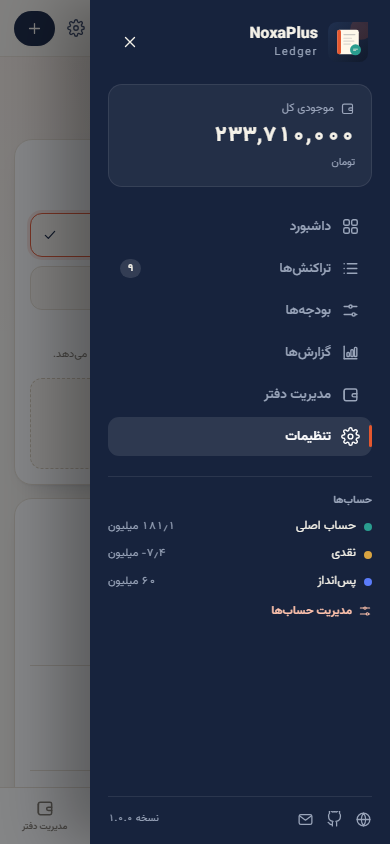 NoxaPlus
Ledger
موجودی کل
۲۳۳,۷۱۰,۰۰۰
تومان
داشبورد
تراکنش‌ها ۹
بودجه‌ها
گزارش‌ها
مدیریت دفتر
تنظیمات
حساب‌ها
حساب اصلی ۱۸۱٫۱ میلیون
نقدی -۷٫۴ میلیون
پس‌انداز ۶۰ میلیون
مدیریت حساب‌ها
نسخه ۱.۰.۰
می‌دهد.
مدیریت دفتر